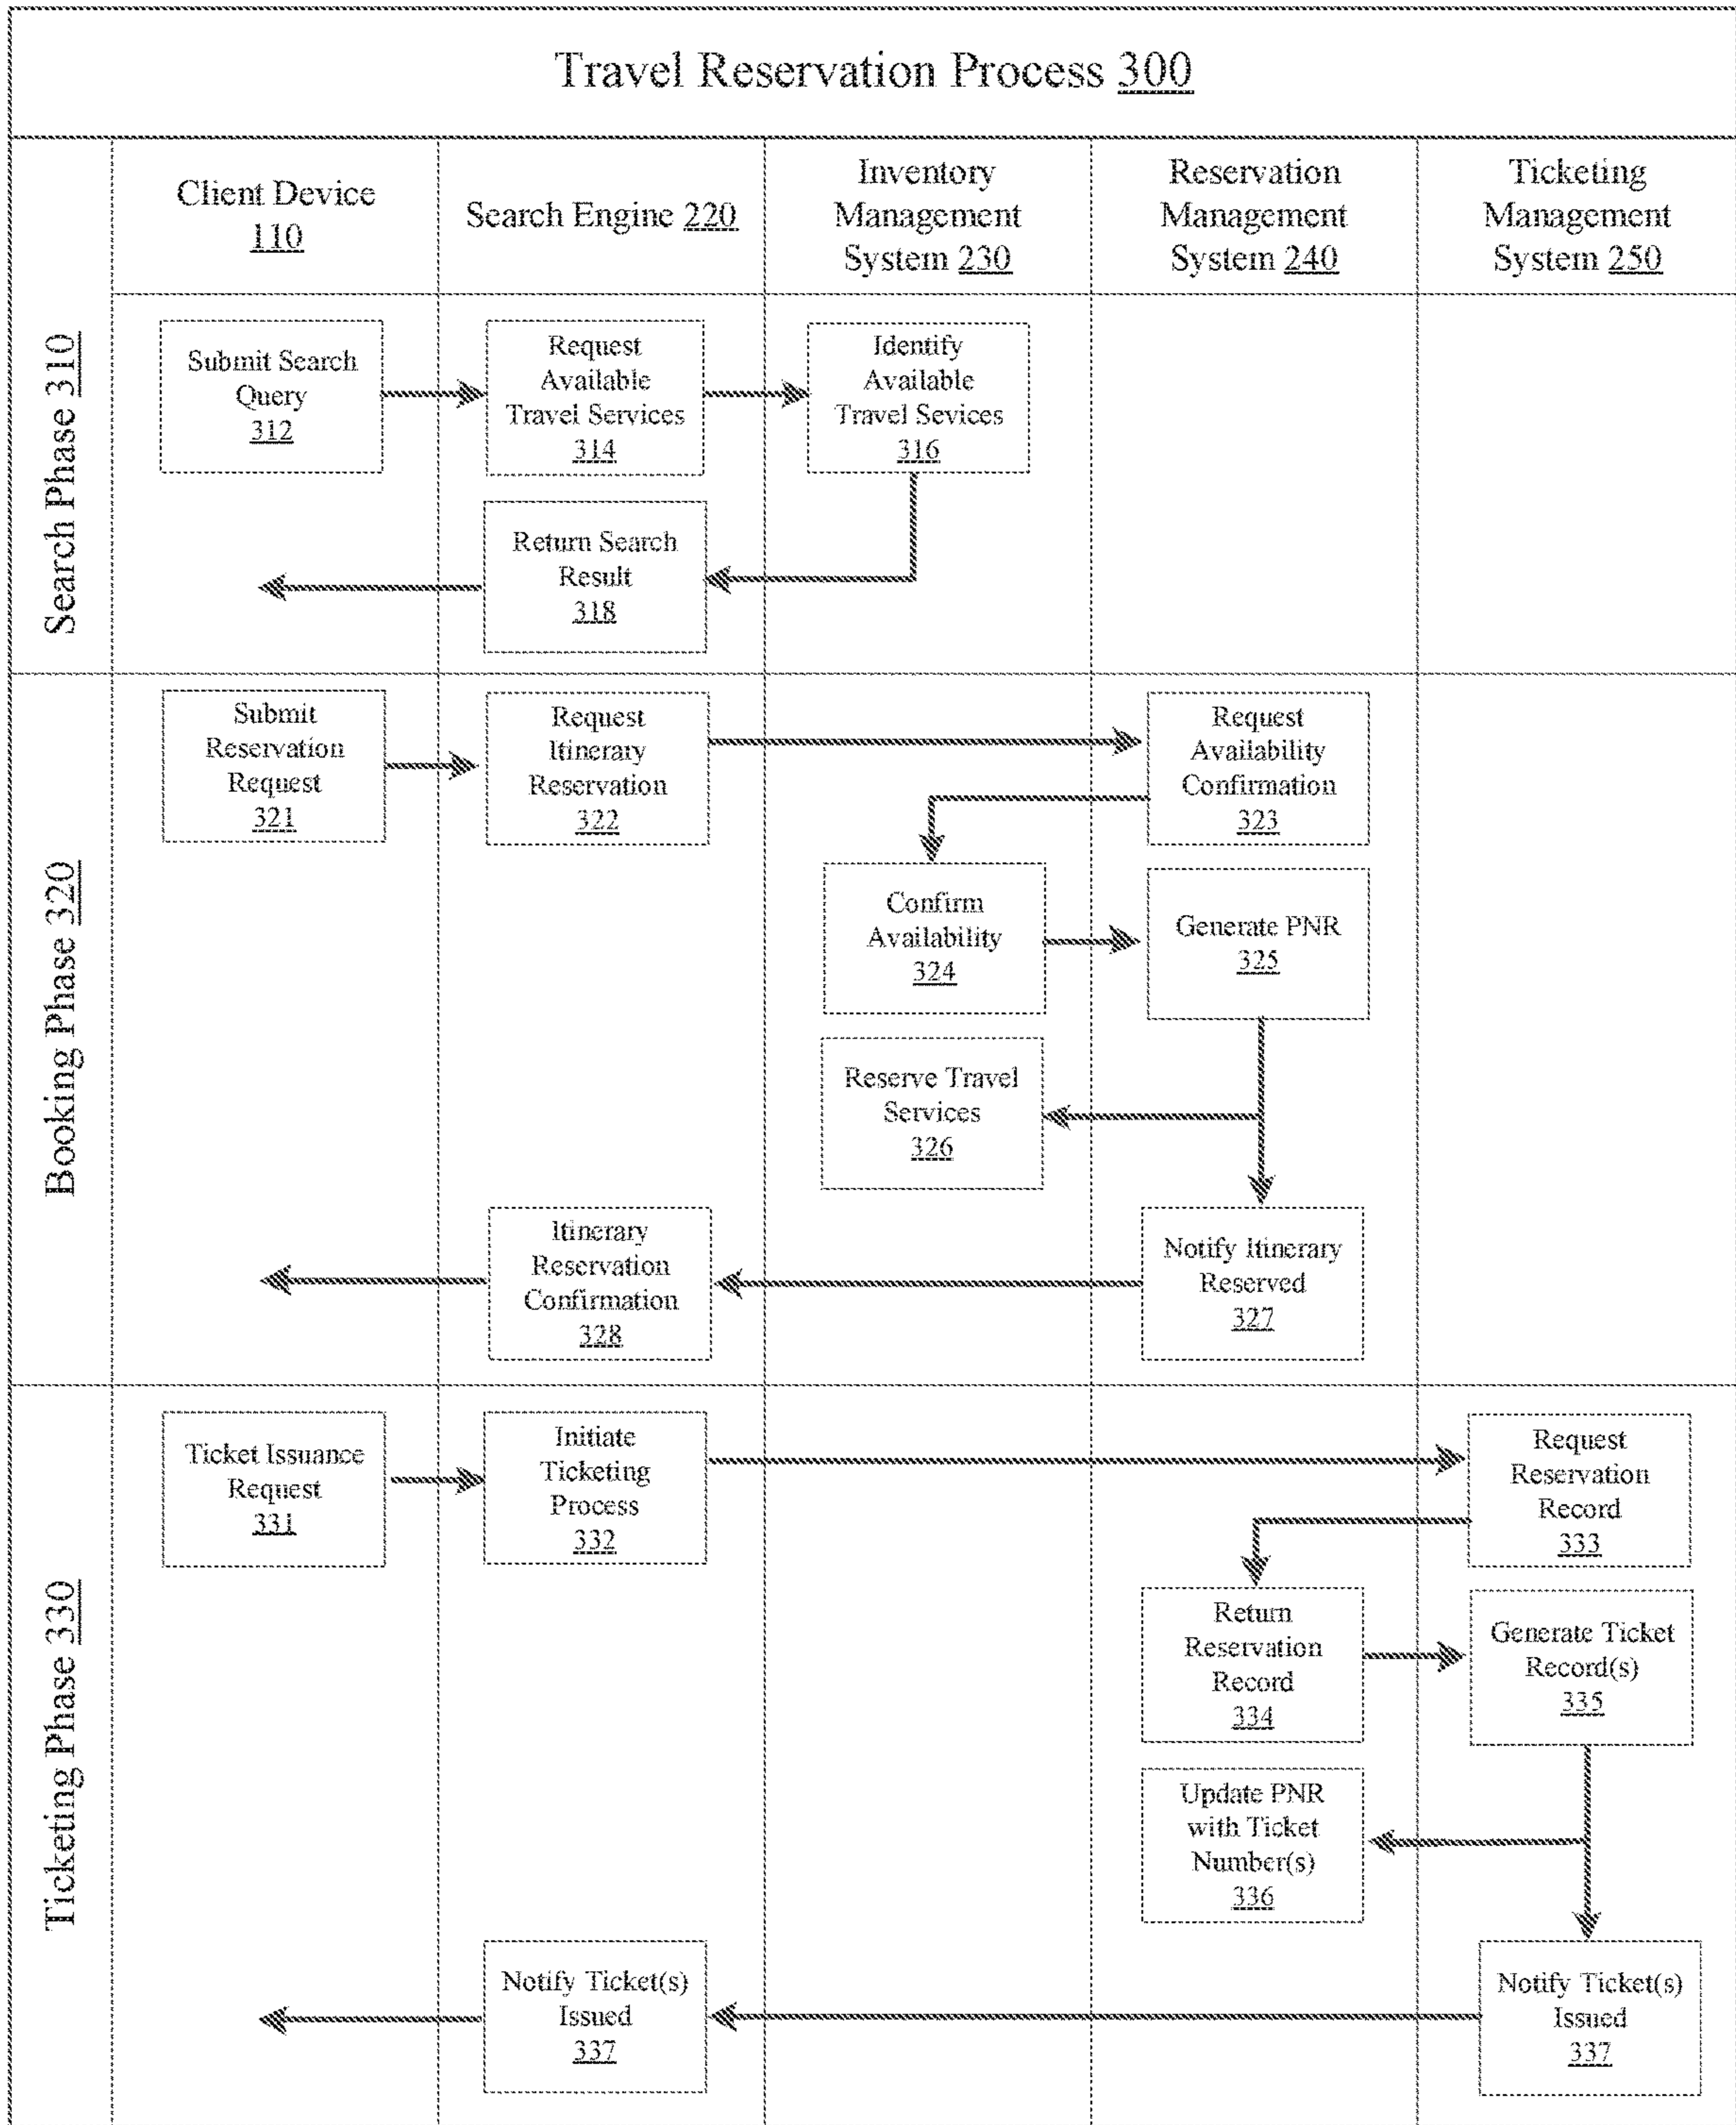 Travel Reservation Process 300
Client Device
110
Search Engine 220
Inventory
Management
System 230
Reservation
Management
System 240
Ticketing
Management
System 250
Search Phase 310
Submit Search
Query
312
Request
Available
Travel Services
314
Identify
Available
Travel Sevices
316
Return Search
Result
318
Booking Phase 320
Submit
Reservation
Request
321
Request
Itinerary
Reservation
322
Request
Availability
Confirmation
323
Confirm
Availability
324
Generate PNR
325
Reserve Travel
Services
326
Itinerary
Reservation
Confirmation
328
Notify Itinerary
Reserved
327
Ticketing Phase 330
Ticket Issuance
Request
331
Initiate
Ticketing
Process
332
Request
Reservation
Record
333
Return
Reservation
Record
334
Generate Ticket
Record(s)
335
Update PNR
with Ticket
Number(s)
336
Notify Ticket(s)
Issued
337
Notify Ticket(s)
Issued
337